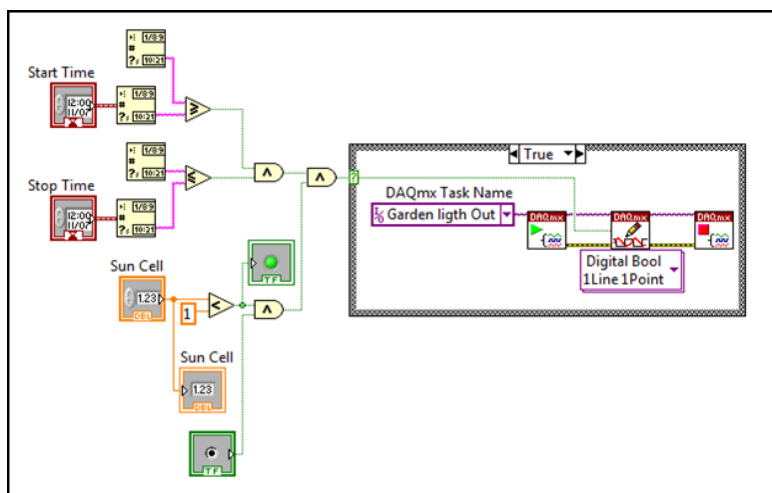 1/8/9
10:21
Start Time
12:00
11/07
1/8/9
10:21
≥
1/8/9
10:21
Stop Time
12:00
11/07
1/8/9
10:21
≤
∧
∧
True
?
DAQmx Task Name
I/O Garden ligth Out
DAQmx
DAQmx
DAQmx
Digital Bool
1Line 1Point
TF
Sun Cell
1.23
DBL
<
1
∧
Sun Cell
1.23
DBL
TF